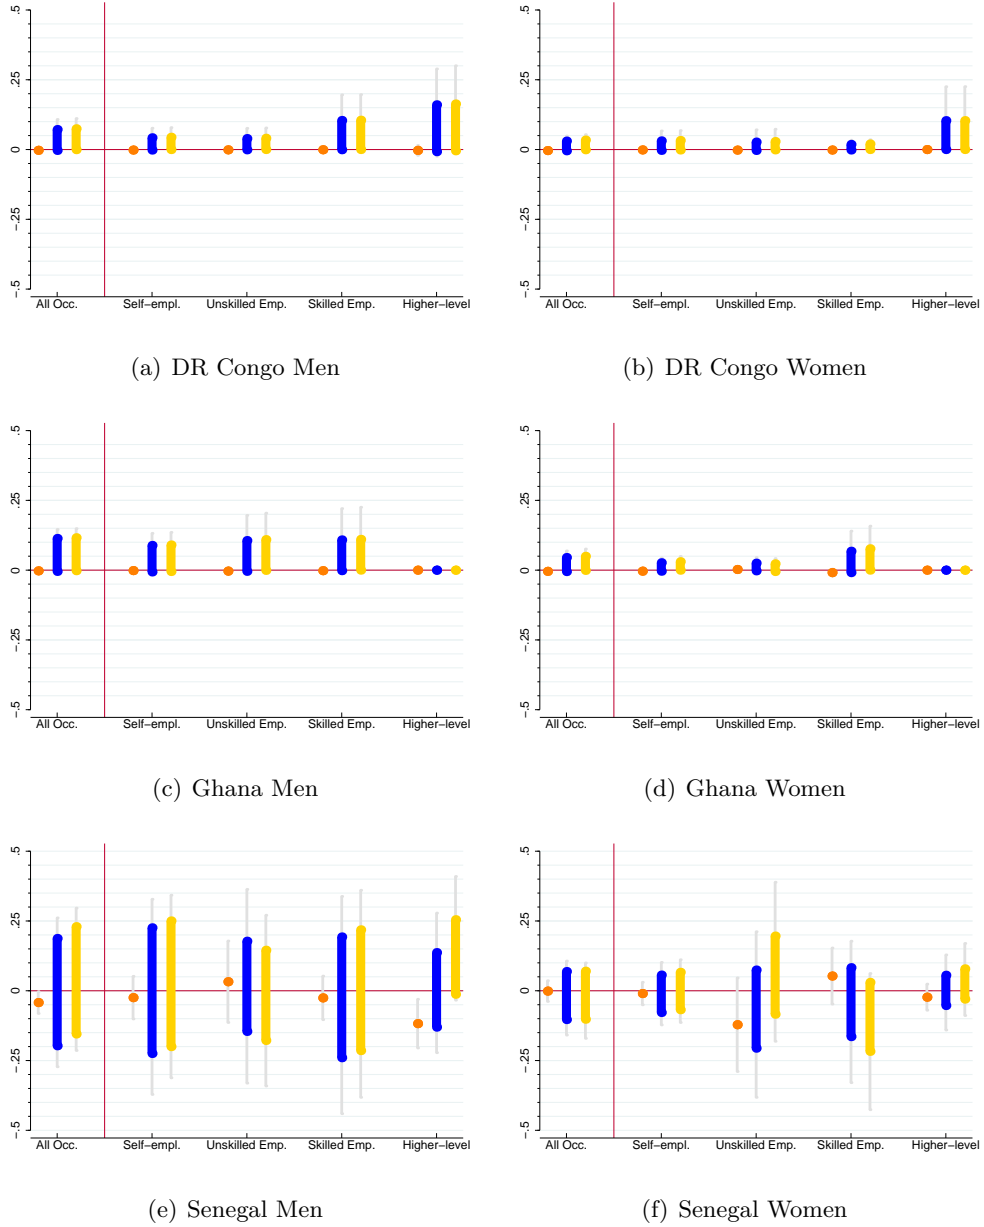 .5 .5
.25 .25
0 0
−.25 −.25
−.5 −.5
All Occ. Self−empl. Unskilled Emp. Skilled Emp. Higher−level All Occ. Self−empl. Unskilled Emp. Skilled Emp. Higher−level
(a) DR Congo Men (b) DR Congo Women
.5 .5
.25 .25
0 0
−.25 −.25
−.5 −.5
All Occ. Self−empl. Unskilled Emp. Skilled Emp. Higher−level All Occ. Self−empl. Unskilled Emp. Skilled Emp. Higher−level
(c) Ghana Men (d) Ghana Women
.5 .5
.25 .25
0 0
−.25 −.25
−.5 −.5
All Occ. Self−empl. Unskilled Emp. Skilled Emp. Higher−level All Occ. Self−empl. Unskilled Emp. Skilled Emp. Higher−level
(e) Senegal Men (f) Senegal Women